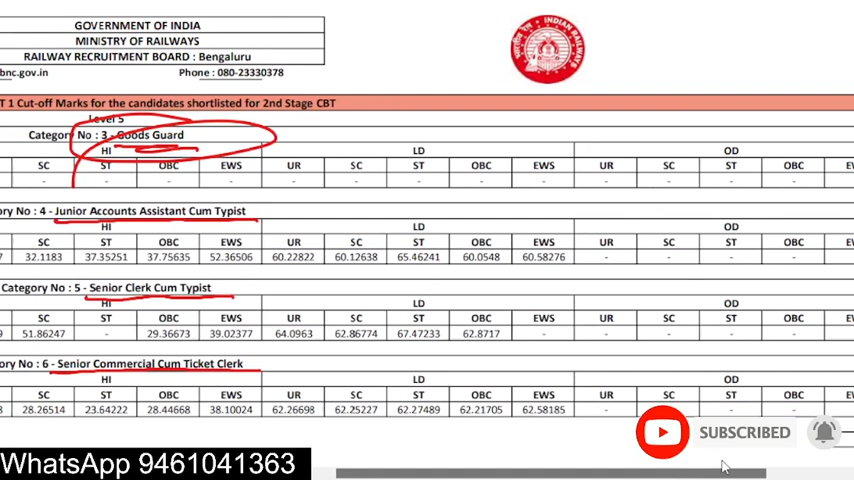 GOVERNMENT OF INDIA
MINISTRY OF RAILWAYS
RAILWAY RECRUITMENT BOARD : Bengaluru
bnc.gov.in Phone : 080-23330378
T 1 Cut-off Marks for the candidates shortlisted for 2nd Stage CBT
Level 5
Category No : 3 - Goods Guard
HI LD OD
SC ST OBC EWS UR SC ST OBC EWS UR SC ST OBC EW
- - - - - - - - - - - - - -
ory No : 4 - Junior Accounts Assistant Cum Typist
HI LD OD
SC ST OBC EWS UR SC ST OBC EWS UR SC ST OBC EW
7 32.1183 37.35251 37.75635 52.36506 60.22822 60.12638 65.46241 60.0548 60.58276 - - - -
Category No : 5 - Senior Clerk Cum Typist
HI LD OD
SC ST OBC EWS UR SC ST OBC EWS UR SC ST OBC EW
9 51.86247 - 29.36673 39.02377 64.0963 62.86774 67.47233 62.8717 - - - - -
ory No : 6 - Senior Commercial Cum Ticket Clerk
HI LD OD
SC ST OBC EWS UR SC ST OBC EWS UR SC ST OBC EW
8 28.26514 23.64222 28.44668 38.10024 62.26698 62.25227 62.27489 62.21705 62.58185 - -
SUBSCRIBED
WhatsApp 9461041363